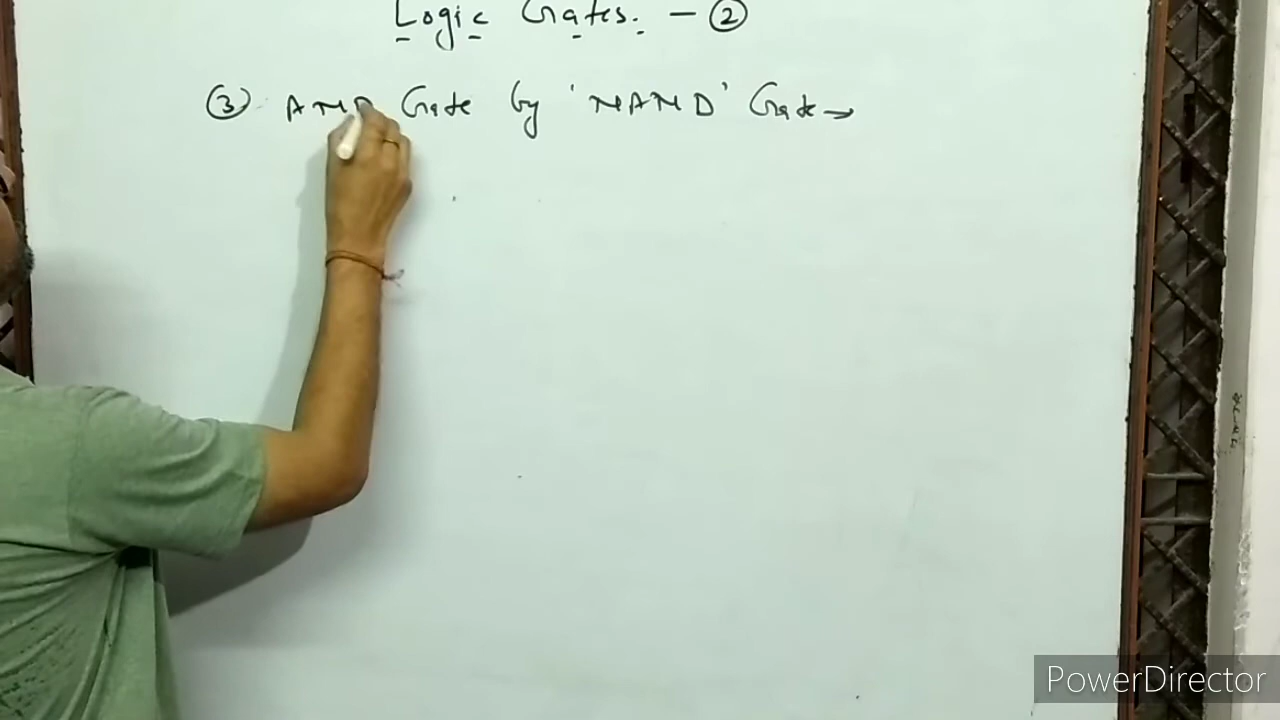 Logic Gates. - ②
③ AND Gate by 'NAND' Gate →
PowerDirector